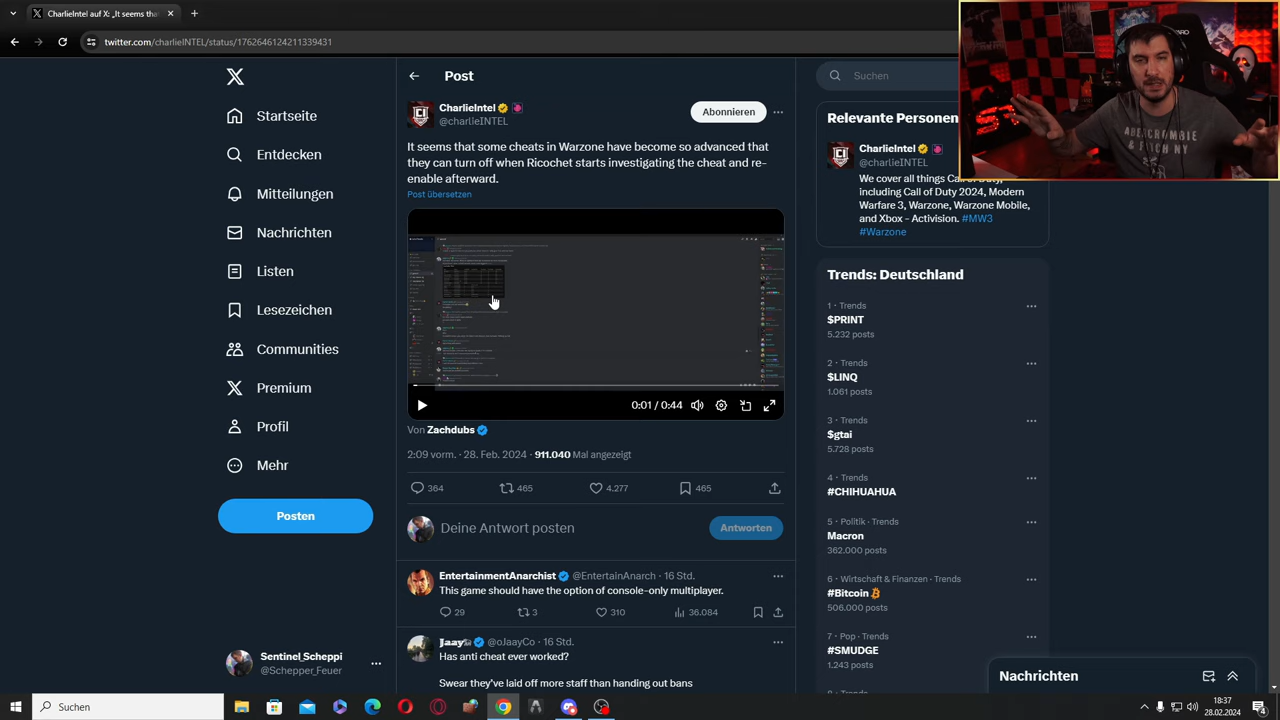 CharlieIntel auf X: „It seems tha
twitter.com/charlieINTEL/status/1762646124211339431
Startseite
Entdecken
Mitteilungen
Nachrichten
Listen
Lesezeichen
Communities
Premium
Profil
Mehr
Posten
Sentinel_Scheppi
@Schepper_Feuer
Post
CharlieIntel
@charlieINTEL
Abonnieren
It seems that some cheats in Warzone have become so advanced that
they can turn off when Ricochet starts investigating the cheat and re-
enable afterward.
Post übersetzen
0:01 / 0:44
Von Zachdubs
2:09 vorm. · 28. Feb. 2024 · 911.040 Mal angezeigt
364 465 4.277 465
Deine Antwort posten
Antworten
EntertainmentAnarchist @EntertainAnarch · 16 Std.
This game should have the option of console-only multiplayer.
29 3 310 36.084
Jaay @oJaayCo · 16 Std.
Has anti cheat ever worked?
Swear they've laid off more staff than handing out bans
Suchen
Relevante Personen
CharlieIntel
@charlieINTEL
We cover all things Call of Duty,
including Call of Duty 2024, Modern
Warfare 3, Warzone, Warzone Mobile,
and Xbox - Activision. #MW3
#Warzone
Trends: Deutschland
1 · Trends
$PRINT
5.232 posts
2 · Trends
$LINQ
1.061 posts
3 · Trends
$gtai
5.728 posts
4 · Trends
#CHIHUAHUA
5 · Politik · Trends
Macron
362.000 posts
6 · Wirtschaft & Finanzen · Trends
#Bitcoin
506.000 posts
7 · Pop · Trends
#SMUDGE
1.243 posts
Nachrichten
ABERCROMBIE
& FITCH NY
Suchen
18:37
28.02.2024
4